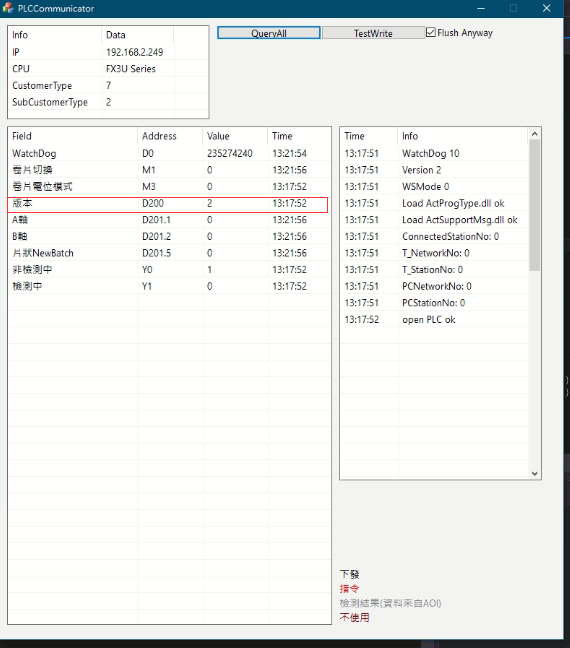 PLCCommunicator
Info Data
IP 192.168.2.249
CPU FX3U Series
CustomerType 7
SubCustomerType 2
QueryAll TestWrite Flush Anyway
Field Address Value Time
WatchDog D0 235274240 13:21:54
卷片切換 M1 0 13:21:56
卷片電位模式 M3 0 13:17:52
版本 D200 2 13:17:52
A軸 D201.1 0 13:21:56
B軸 D201.2 0 13:21:56
片狀NewBatch D201.5 0 13:21:56
非檢測中 Y0 1 13:17:52
檢測中 Y1 0 13:17:52
Time Info
13:17:51 WatchDog 10
13:17:51 Version 2
13:17:51 WSMode 0
13:17:51 Load ActProgType.dll ok
13:17:51 Load ActSupportMsg.dll ok
13:17:51 ConnectedStationNo: 0
13:17:51 T_NetworkNo: 0
13:17:51 T_StationNo: 0
13:17:51 PCNetworkNo: 0
13:17:51 PCStationNo: 0
13:17:52 open PLC ok
下發
指令
檢測結果(資料來自AOI)
不使用